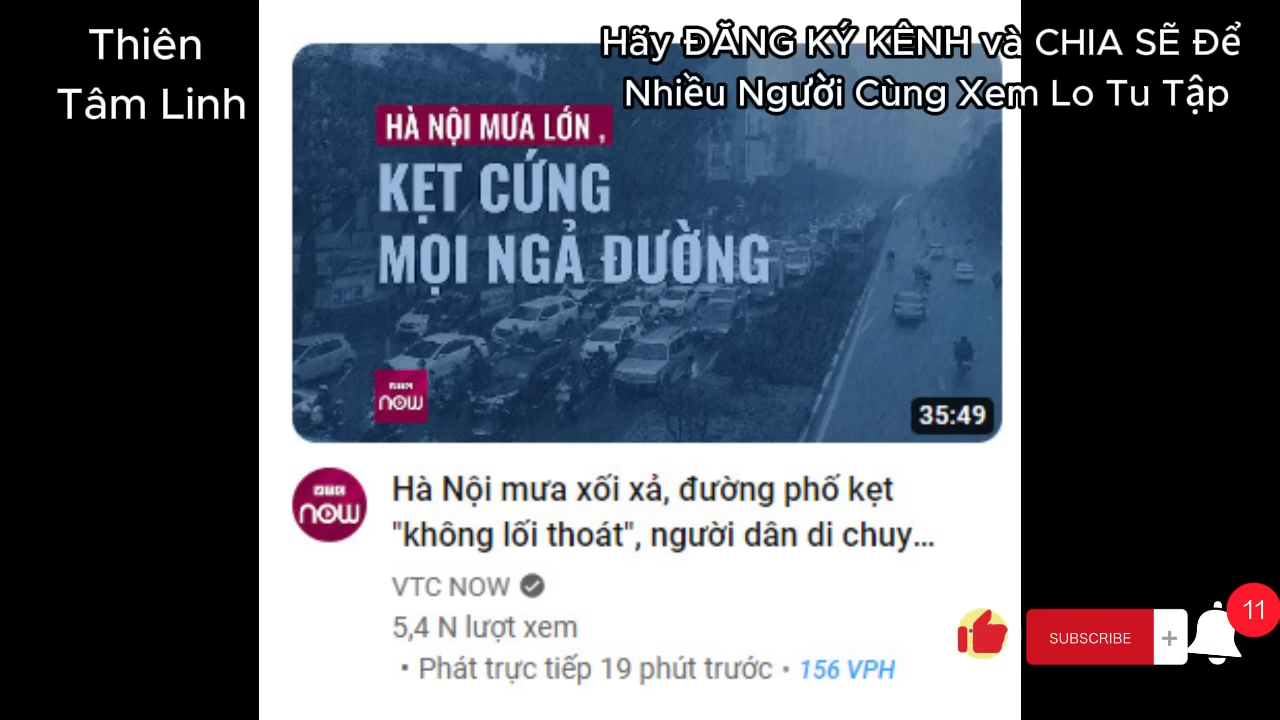 Thiên
Tâm Linh
Hãy ĐĂNG KÝ KÊNH và CHIA SẼ Để
Nhiều Người Cùng Xem Lo Tu Tập
HÀ NỘI MƯA LỚN ,
KẸT CỨNG
MỌI NGẢ ĐƯỜNG
now
35:49
now
Hà Nội mưa xối xả, đường phố kẹt
"không lối thoát", người dân di chuy...
VTC NOW
5,4 N lượt xem
• Phát trực tiếp 19 phút trước • 156 VPH
SUBSCRIBE +
11